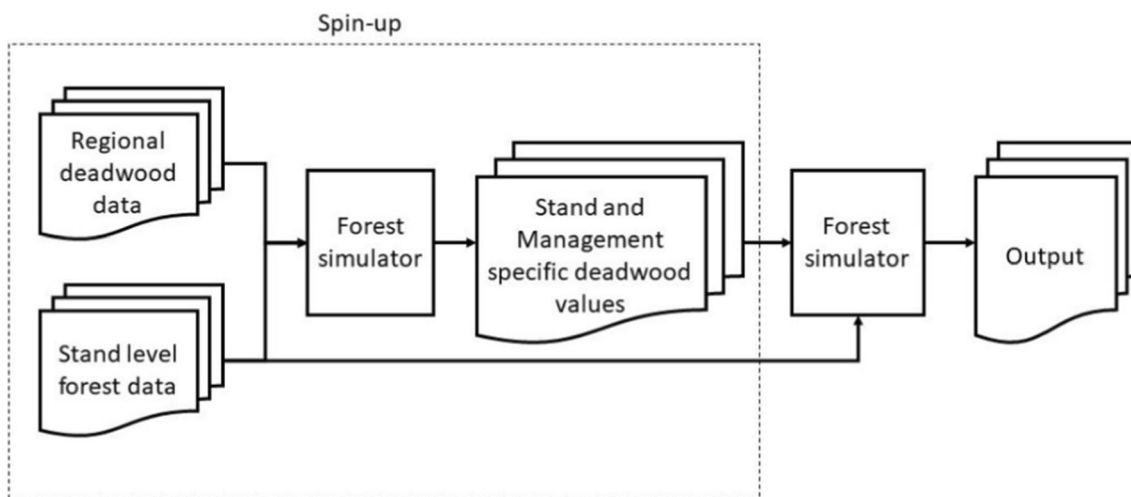 Spin-up
Regional
deadwood
data
Forest
simulator
Stand and
Management
specific deadwood
values
Forest
simulator
Output
Stand level
forest data